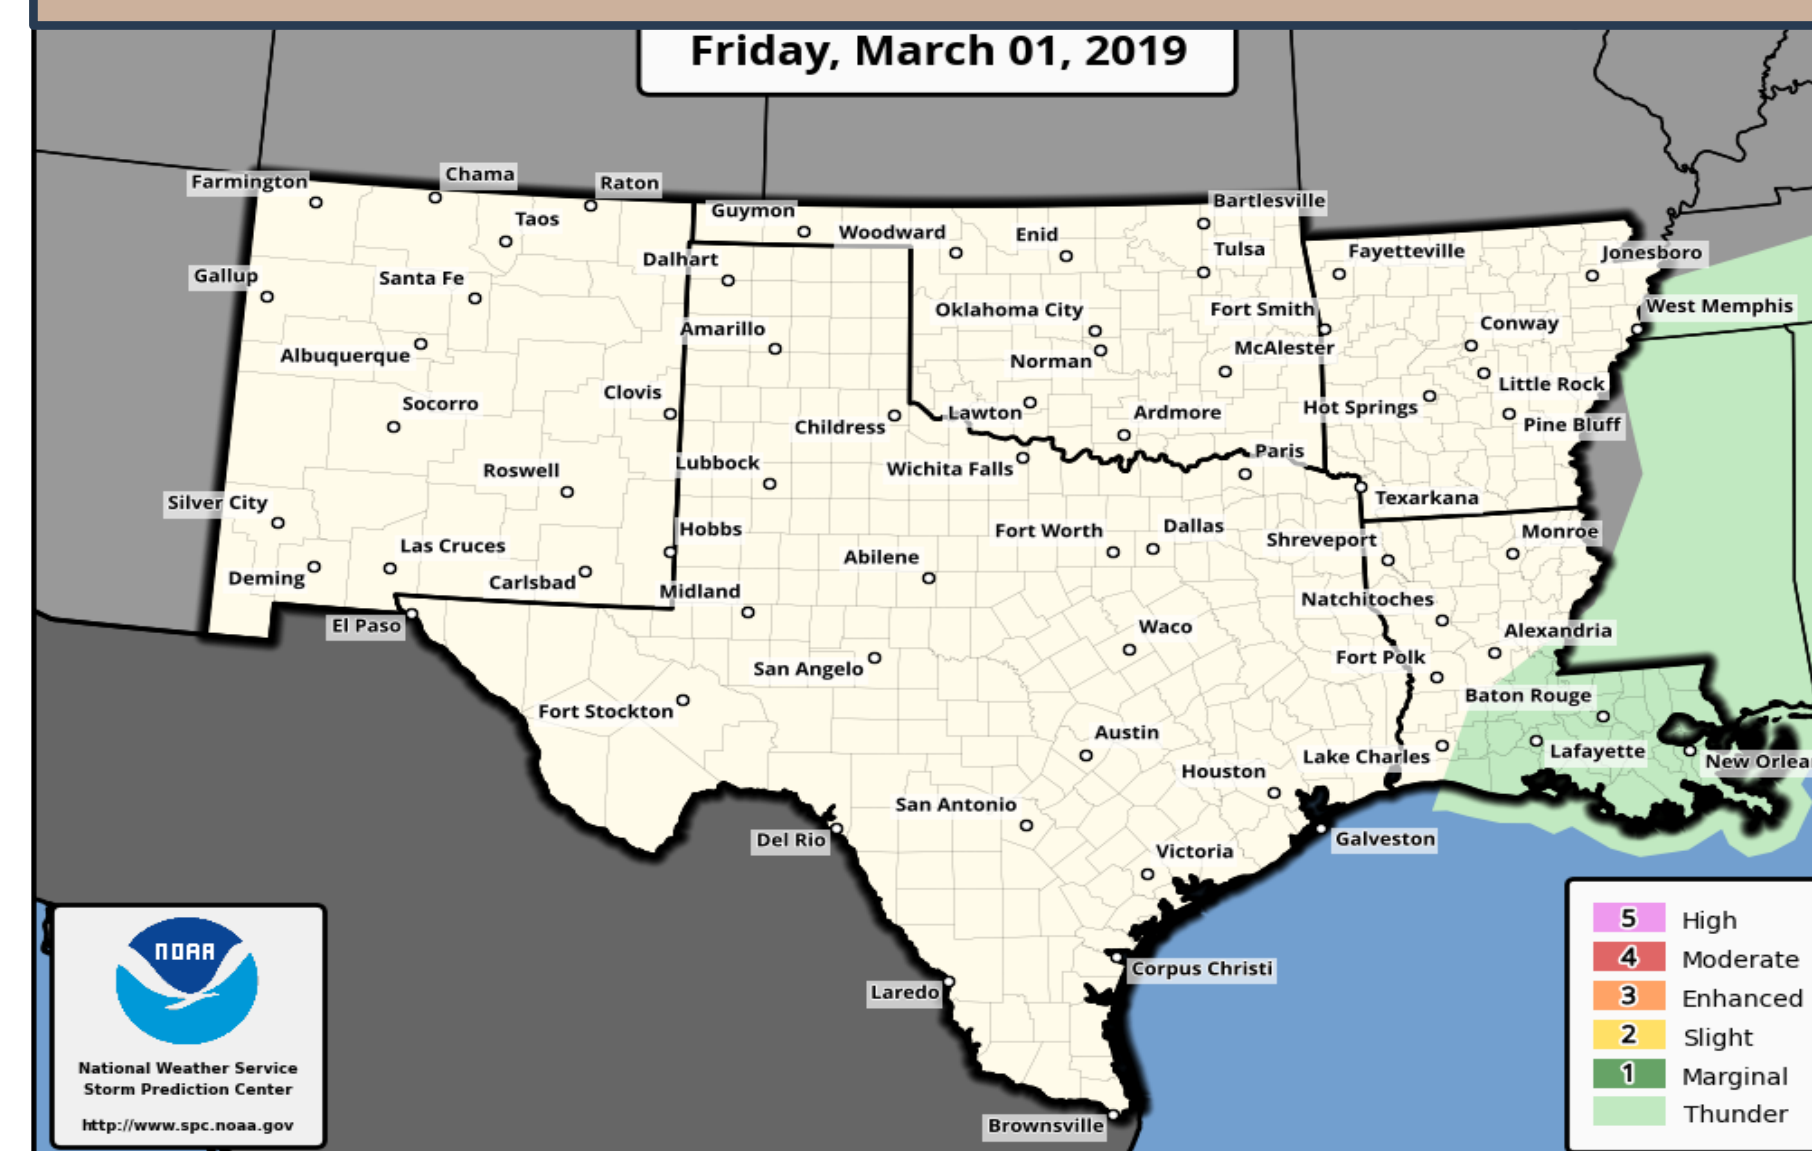 Friday, March 01, 2019
Farmington
Chama
Raton
Taos
Guymon
Woodward
Enid
Bartlesville
Tulsa
Fayetteville
Jonesboro
Gallup
Santa Fe
Dalhart
Oklahoma City
Fort Smith
West Memphis
Albuquerque
Amarillo
Norman
McAlester
Conway
Socorro
Clovis
Childress
Lawton
Ardmore
Hot Springs
Little Rock
Pine Bluff
Roswell
Lubbock
Wichita Falls
Paris
Texarkana
Silver City
Las Cruces
Hobbs
Abilene
Fort Worth
Dallas
Shreveport
Monroe
Deming
Carlsbad
Midland
Natchitoches
El Paso
San Angelo
Waco
Fort Polk
Alexandria
Fort Stockton
Baton Rouge
Austin
Lake Charles
Lafayette
New Orlea
Houston
San Antonio
Del Rio
Galveston
Victoria
Corpus Christi
Laredo
Brownsville
NOAA
National Weather Service
Storm Prediction Center
http://www.spc.noaa.gov
5 High
4 Moderate
3 Enhanced
2 Slight
1 Marginal
Thunder